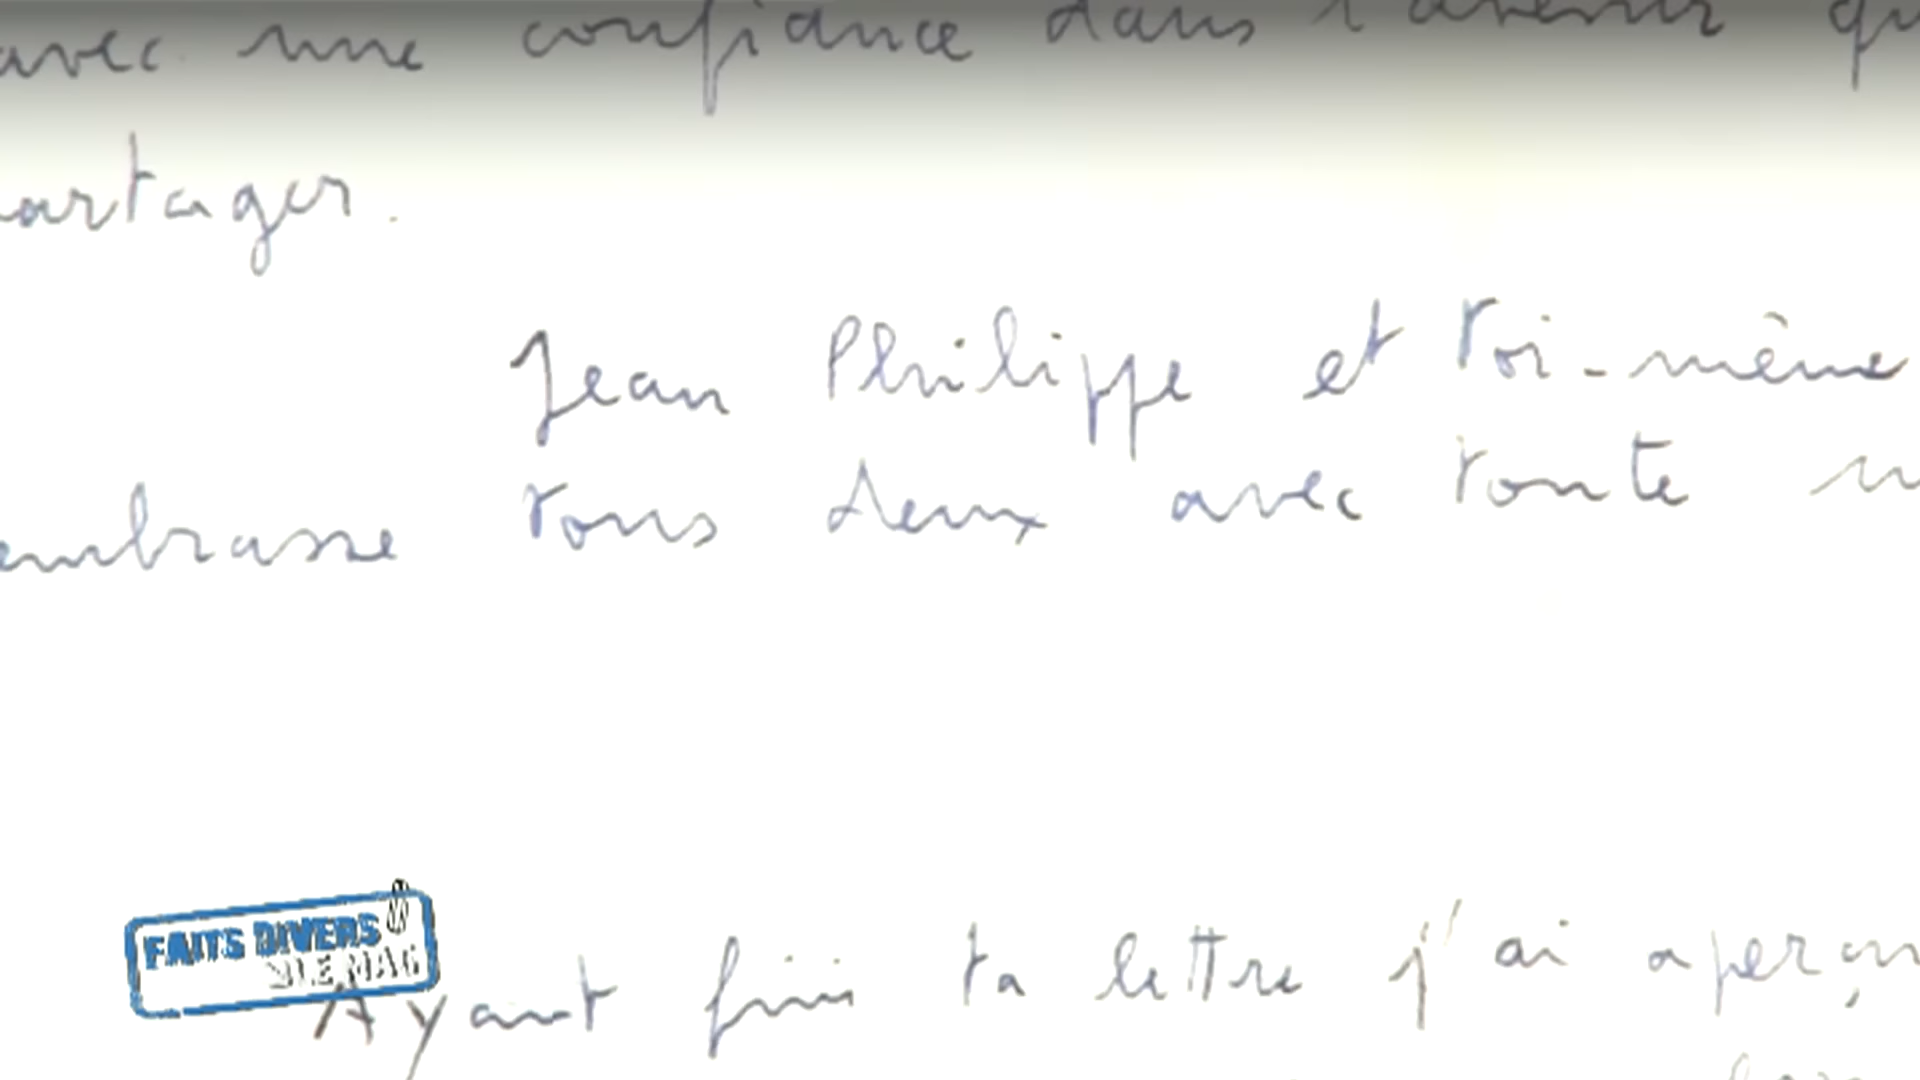 avec une confiance dans l'avenir
partager.
Jean Philippe et toi-même
embrasse tous deux avec toute
FAITS DIVERS
LE MAG
Ayant fini ta lettre j'ai aperçu